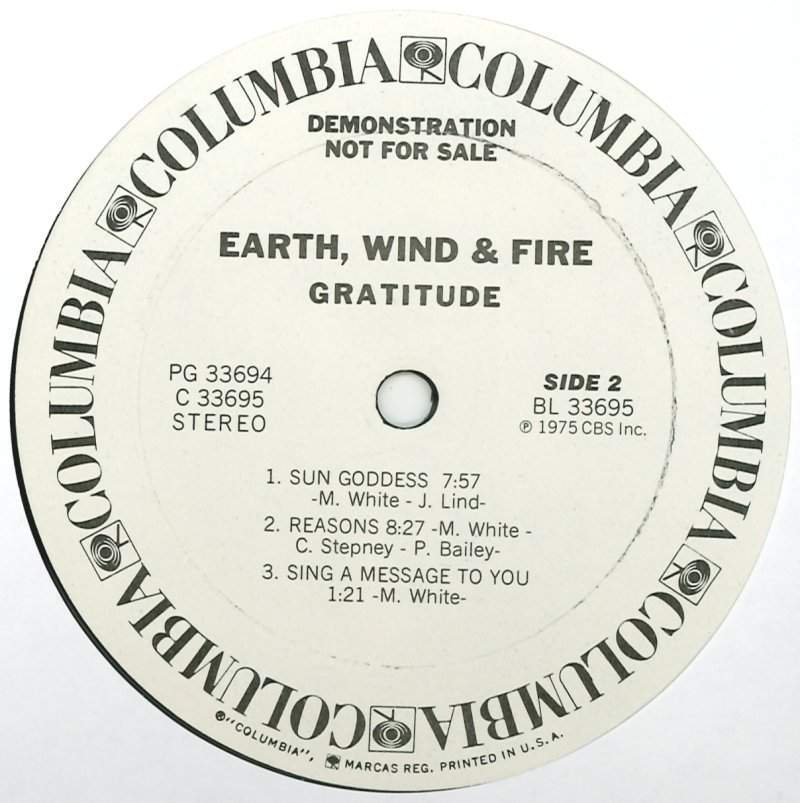 COLUMBIA COLUMBIA COLUMBIA COLUMBIA COLUMBIA COLUMBIA COLUMBIA COLUMBIA
DEMONSTRATION
NOT FOR SALE
EARTH, WIND & FIRE
GRATITUDE
PG 33694
C 33695
STEREO
SIDE 2
BL 33695
℗ 1975 CBS Inc.
1. SUN GODDESS 7:57
-M. White - J. Lind-
2. REASONS 8:27 -M. White -
C. Stepney - P. Bailey-
3. SING A MESSAGE TO YOU
1:21 -M. White-
®"COLUMBIA", MARCAS REG. PRINTED IN U.S.A.